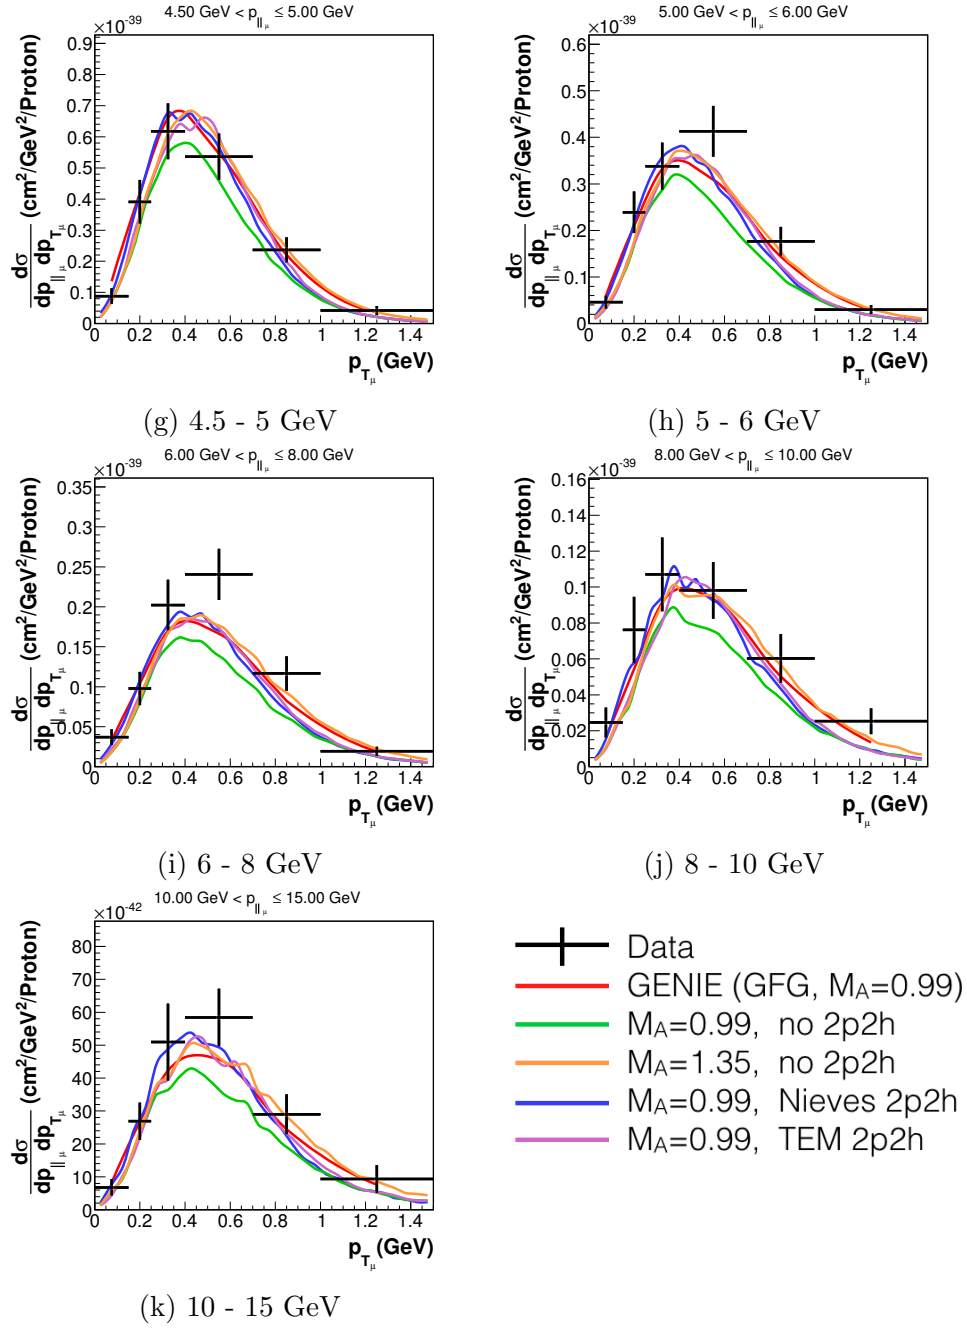 ×10⁻³⁹ 4.50 GeV < p∥μ ≤ 5.00 GeV
dσ/dp∥μ dpTμ (cm²/GeV²/Proton)
0.9
0.8
0.7
0.6
0.5
0.4
0.3
0.2
0.1
0
0 0.2 0.4 0.6 0.8 1 1.2 1.4
pTμ (GeV)
(g) 4.5 - 5 GeV
×10⁻³⁹ 5.00 GeV < p∥μ ≤ 6.00 GeV
dσ/dp∥μ dpTμ (cm²/GeV²/Proton)
0.6
0.5
0.4
0.3
0.2
0.1
0
0 0.2 0.4 0.6 0.8 1 1.2 1.4
pTμ (GeV)
(h) 5 - 6 GeV
×10⁻³⁹ 6.00 GeV < p∥μ ≤ 8.00 GeV
dσ/dp∥μ dpTμ (cm²/GeV²/Proton)
0.35
0.3
0.25
0.2
0.15
0.1
0.05
0
0 0.2 0.4 0.6 0.8 1 1.2 1.4
pTμ (GeV)
(i) 6 - 8 GeV
×10⁻³⁹ 8.00 GeV < p∥μ ≤ 10.00 GeV
dσ/dp∥μ dpTμ (cm²/GeV²/Proton)
0.16
0.14
0.12
0.1
0.08
0.06
0.04
0.02
0
0 0.2 0.4 0.6 0.8 1 1.2 1.4
pTμ (GeV)
(j) 8 - 10 GeV
×10⁻⁴² 10.00 GeV < p∥μ ≤ 15.00 GeV
dσ/dp∥μ dpTμ (cm²/GeV²/Proton)
80
70
60
50
40
30
20
10
0
0 0.2 0.4 0.6 0.8 1 1.2 1.4
pTμ (GeV)
(k) 10 - 15 GeV
Data
GENIE (GFG, MA=0.99)
MA=0.99, no 2p2h
MA=1.35, no 2p2h
MA=0.99, Nieves 2p2h
MA=0.99, TEM 2p2h